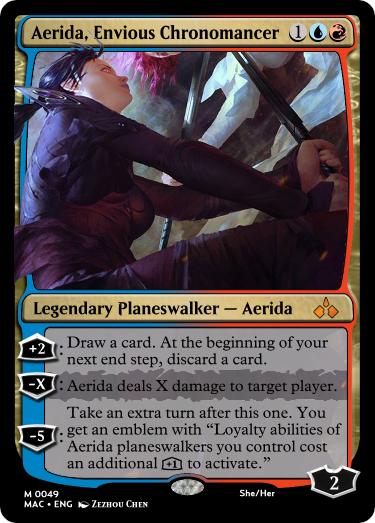 Aerida, Envious Chronomancer 1
Legendary Planeswalker — Aerida
+2: Draw a card. At the beginning of your
next end step, discard a card.
-X: Aerida deals X damage to target player.
Take an extra turn after this one. You
-5: get an emblem with “Loyalty abilities of
Aerida planeswalkers you control cost
an additional +1 to activate.”
2
M 0049 She/Her
MAC • ENG Zezhou Chen